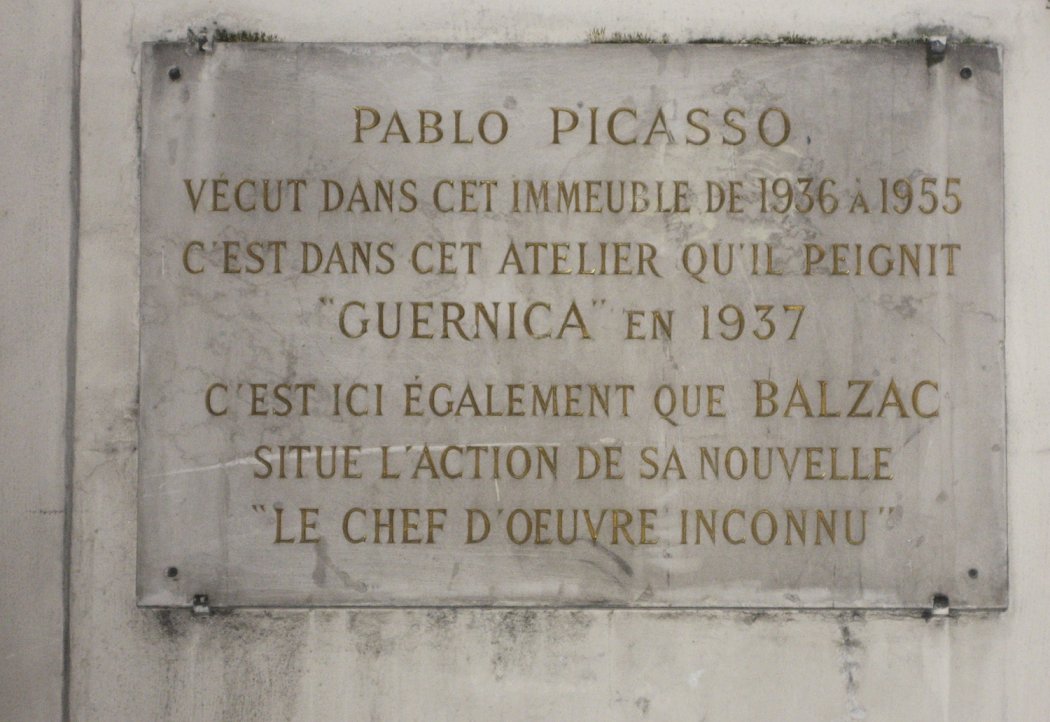 PABLO PICASSO
VÉCUT DANS CET IMMEUBLE DE 1936 À 1955
C'EST DANS CET ATELIER QU'IL PEIGNIT
"GUERNICA" EN 1937
C'EST ICI ÉGALEMENT QUE BALZAC
SITUE L'ACTION DE SA NOUVELLE
"LE CHEF D'OEUVRE INCONNU"